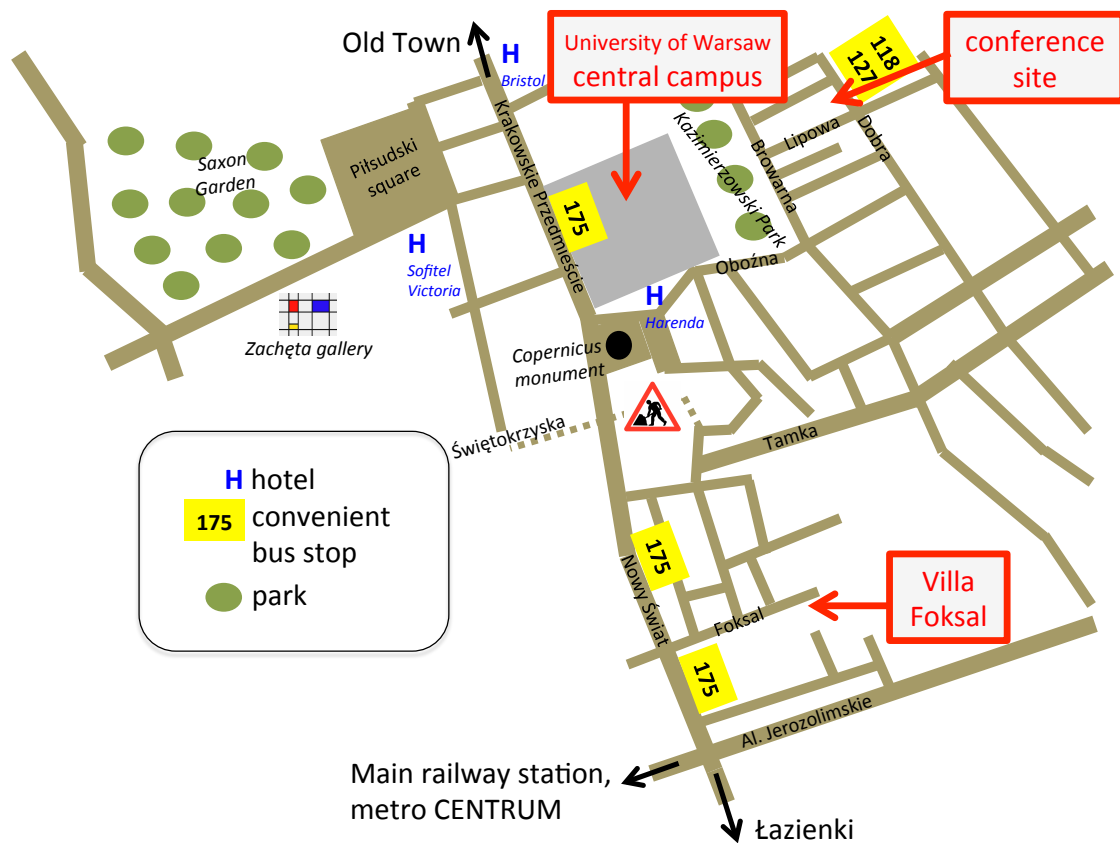 Old Town
H
Bristol
University of Warsaw
central campus
118
127
conference
site
Krakowskie Przedmieście
Kazimierzowski Park
Browarna
Lipowa
Dobra
Saxon
Garden
Piłsudski
square
175
H
Sofitel
Victoria
Oboźna
H
Harenda
Zachęta gallery
Copernicus
monument
Świętokrzyska
Tamka
H hotel
175 convenient
bus stop
park
175
Nowy Świat
Foksal
Villa
Foksal
175
Al. Jerozolimskie
Main railway station,
metro CENTRUM
Łazienki